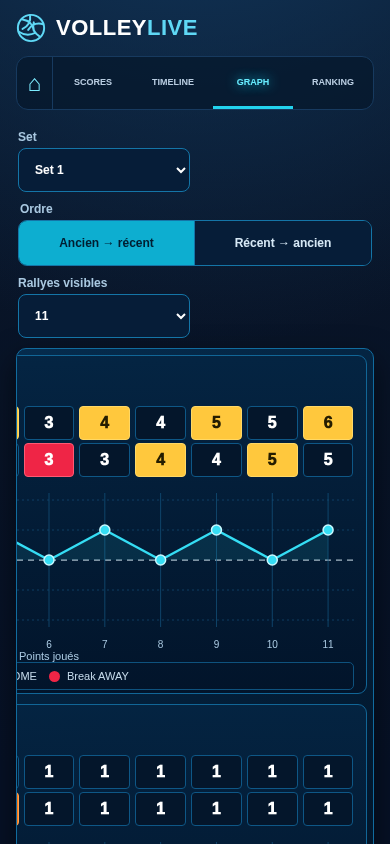 VOLLEYLIVE
SCORES TIMELINE GRAPH RANKING
Set
Set 1
Ordre
Ancien → récent Récent → ancien
Rallyes visibles
11
3 4 4 5 5 6
3 3 4 4 5 5
6 7 8 9 10 11
Points joués
OME Break AWAY
1 1 1 1 1 1
1 1 1 1 1 1